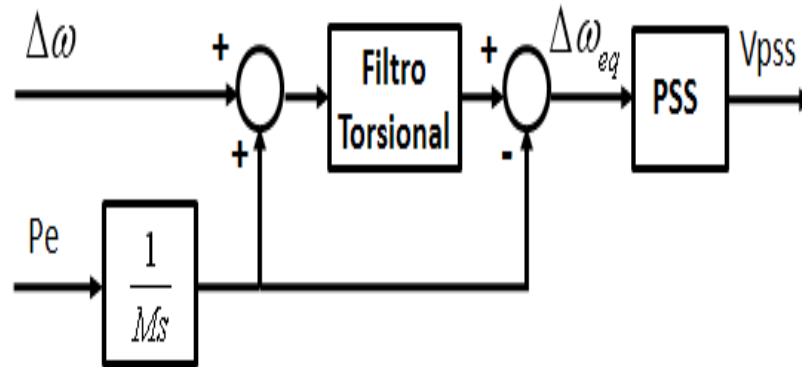 Δω
+
+
Filtro
Torsional
+
-
Δω_eq
PSS
Vpss
Pe
1
Ms